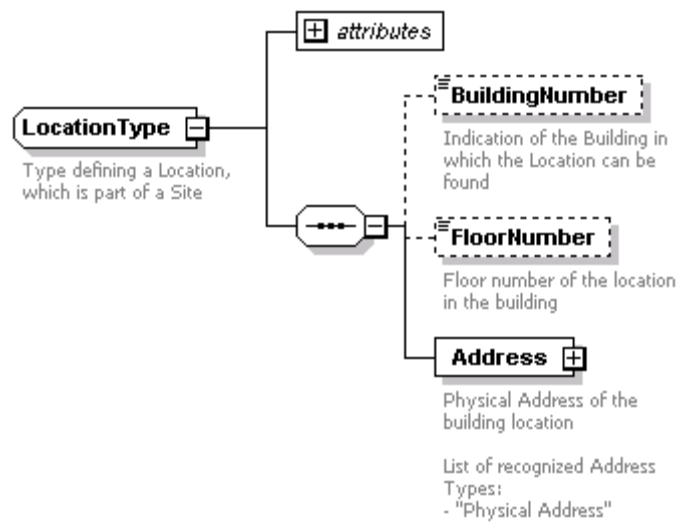 attributes
BuildingNumber
Indication of the Building in
which the Location can be
found
LocationType
Type defining a Location,
which is part of a Site
FloorNumber
Floor number of the location
in the building
Address
Physical Address of the
building location
List of recognized Address
Types:
- "Physical Address"